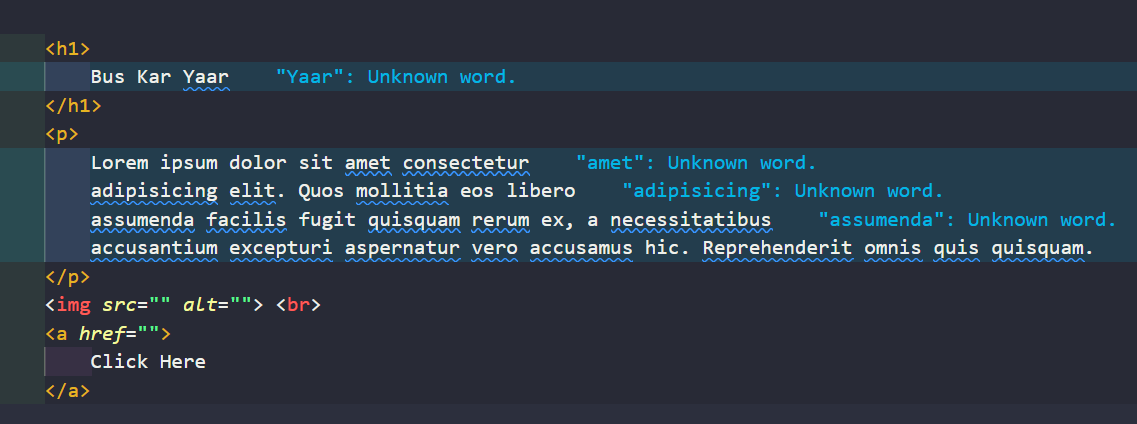 <h1>
Bus Kar Yaar "Yaar": Unknown word.
</h1>
<p>
Lorem ipsum dolor sit amet consectetur "amet": Unknown word.
adipisicing elit. Quos mollitia eos libero "adipisicing": Unknown word.
assumenda facilis fugit quisquam rerum ex, a necessitatibus "assumenda": Unknown word.
accusantium excepturi aspernatur vero accusamus hic. Reprehenderit omnis quis quisquam.
</p>
<img src="" alt=""> <br>
<a href="">
Click Here
</a>